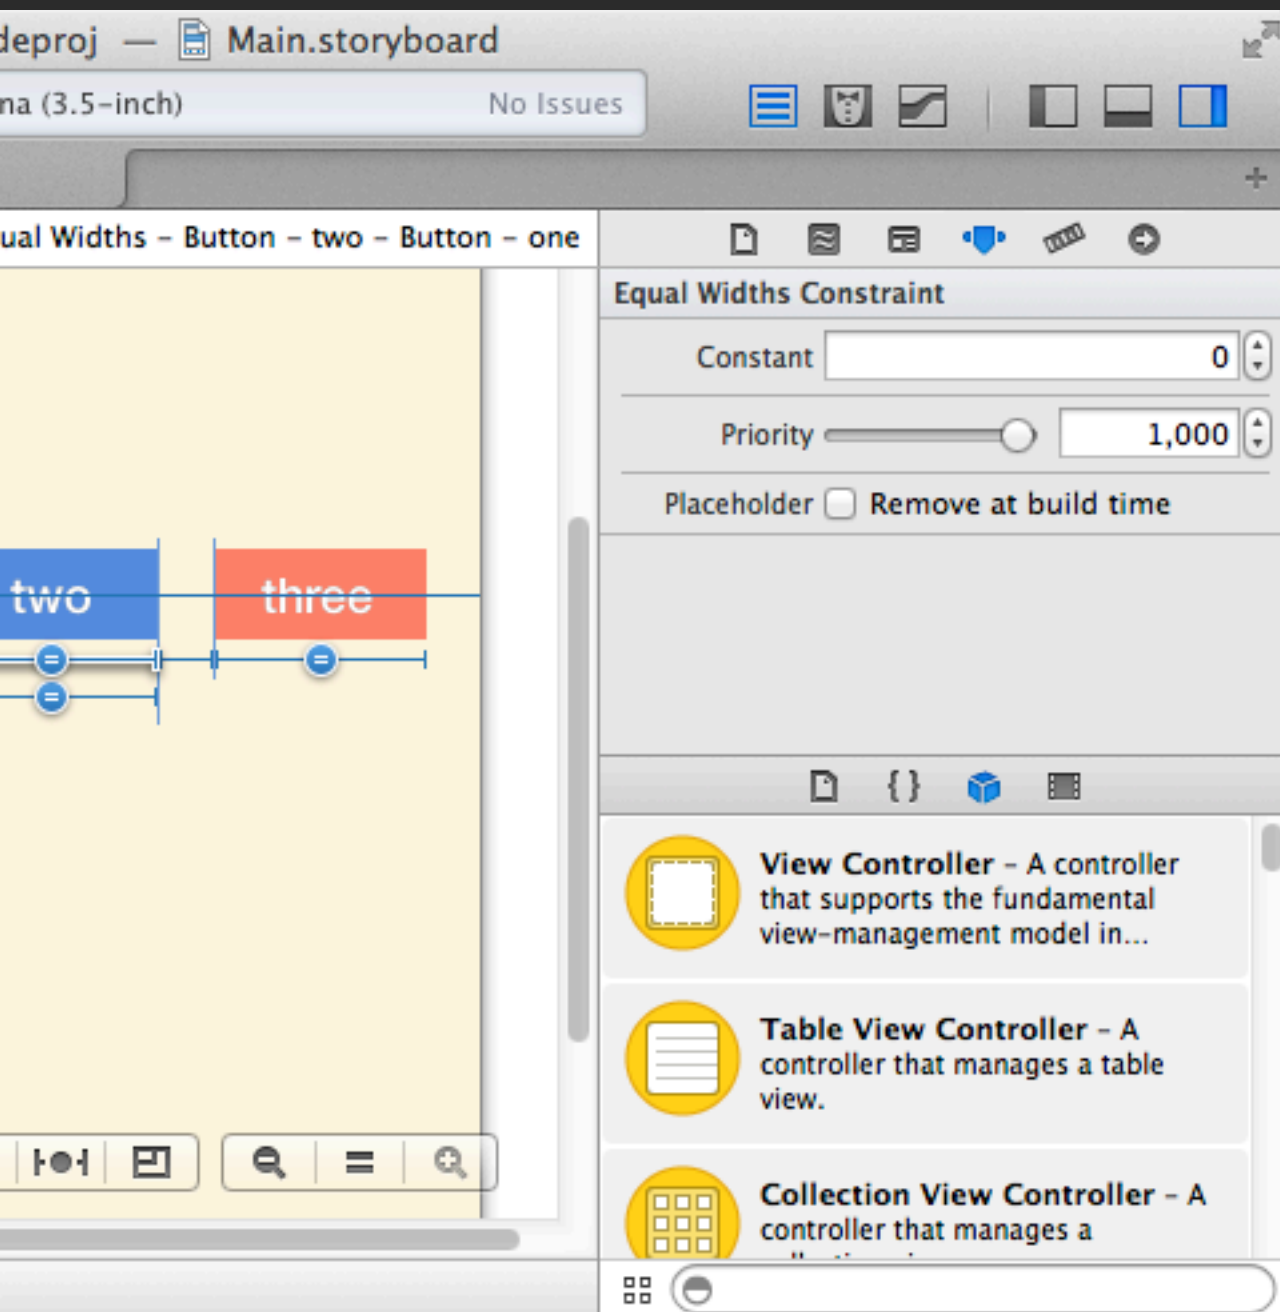 deproj — Main.storyboard
na (3.5-inch) No Issues
ual Widths – Button – two – Button – one
Equal Widths Constraint
Constant 0
Priority 1,000
Placeholder Remove at build time
two three
View Controller – A controller
that supports the fundamental
view-management model in...
Table View Controller – A
controller that manages a table
view.
Collection View Controller – A
controller that manages a